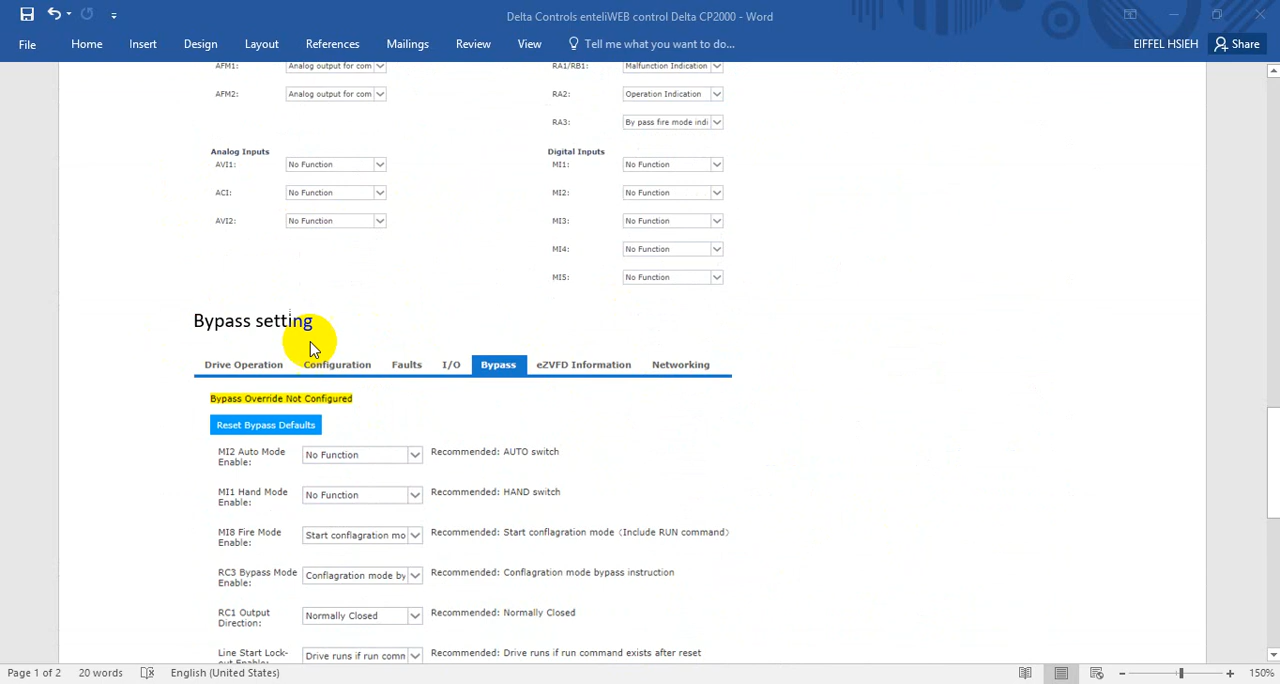 Delta Controls enteliWEB control Delta CP2000 - Word
File Home Insert Design Layout References Mailings Review View Tell me what you want to do... EIFFEL HSIEH Share
AFM1: Analog output for com RA1/RB1: Malfunction Indication
AFM2: Analog output for com RA2: Operation Indication
RA3: By pass fire mode indi
Analog Inputs Digital Inputs
AVI1: No Function MI1: No Function
ACI: No Function MI2: No Function
AVI2: No Function MI3: No Function
MI4: No Function
MI5: No Function
Bypass setting
Drive Operation Configuration Faults I/O Bypass eZVFD Information Networking
Bypass Override Not Configured
Reset Bypass Defaults
MI2 Auto Mode
Enable: No Function Recommended: AUTO switch
MI1 Hand Mode
Enable: No Function Recommended: HAND switch
MI8 Fire Mode
Enable: Start conflagration mo Recommended: Start conflagration mode (Include RUN command)
RC3 Bypass Mode
Enable: Conflagration mode by Recommended: Conflagration mode bypass instruction
RC1 Output
Direction: Normally Closed Recommended: Normally Closed
Line Start Lock-
out Enable: Drive runs if run comm Recommended: Drive runs if run command exists after reset
Page 1 of 2 20 words English (United States) 150%